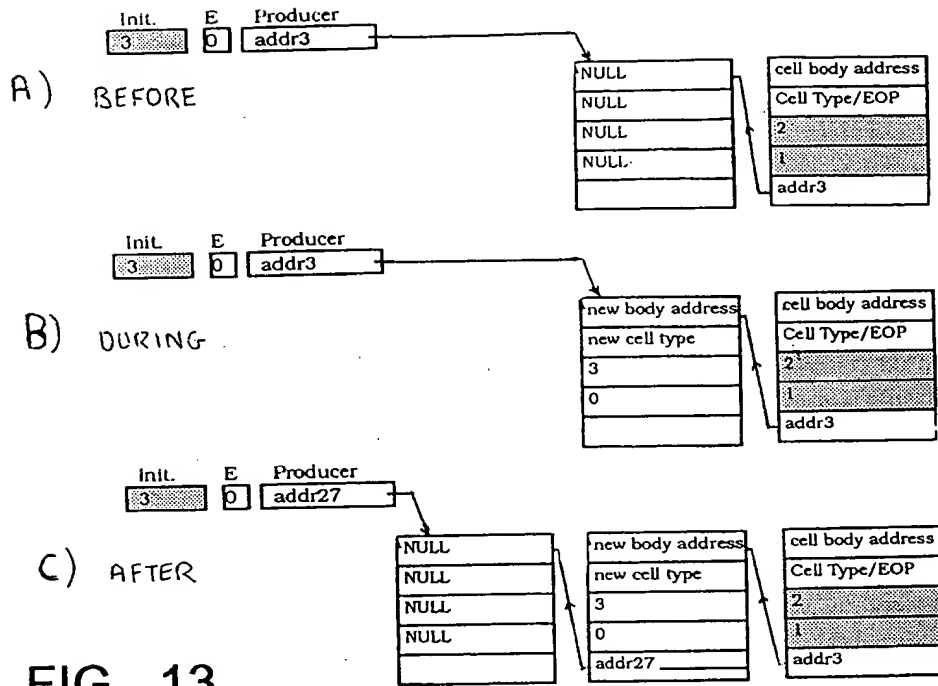 Init. E Producer
3 0 addr3
A) BEFORE
NULL
NULL
NULL
NULL
cell body address
Cell Type/EOP
2
1
addr3
Init. E Producer
3 0 addr3
B) DURING
new body address
new cell type
3
0
cell body address
Cell Type/EOP
2
1
addr3
Init. E Producer
3 0 addr27
C) AFTER
NULL
NULL
NULL
NULL
new body address
new cell type
3
0
addr27
cell body address
Cell Type/EOP
2
1
addr3
FIG. 13